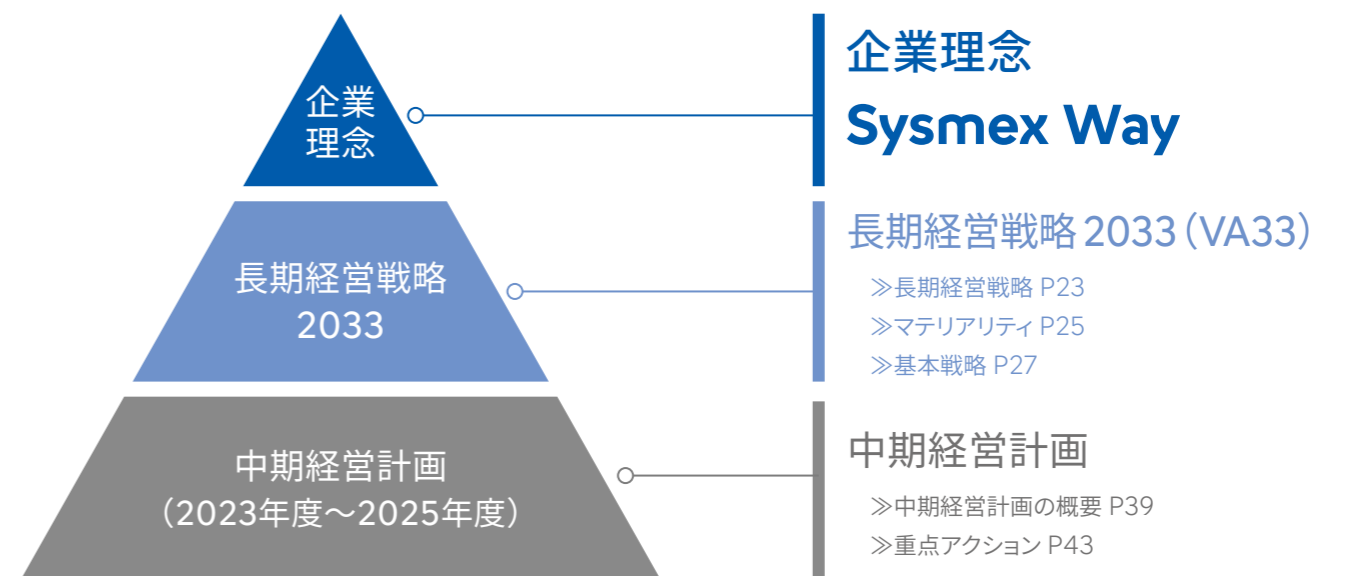 企業
理念
企業理念
Sysmex Way
長期経営戦略
2033
長期経営戦略 2033（VA33）
≫長期経営戦略 P23
≫マテリアリティ P25
≫基本戦略 P27
中期経営計画
（2023年度～2025年度）
中期経営計画
≫中期経営計画の概要 P39
≫重点アクション P43